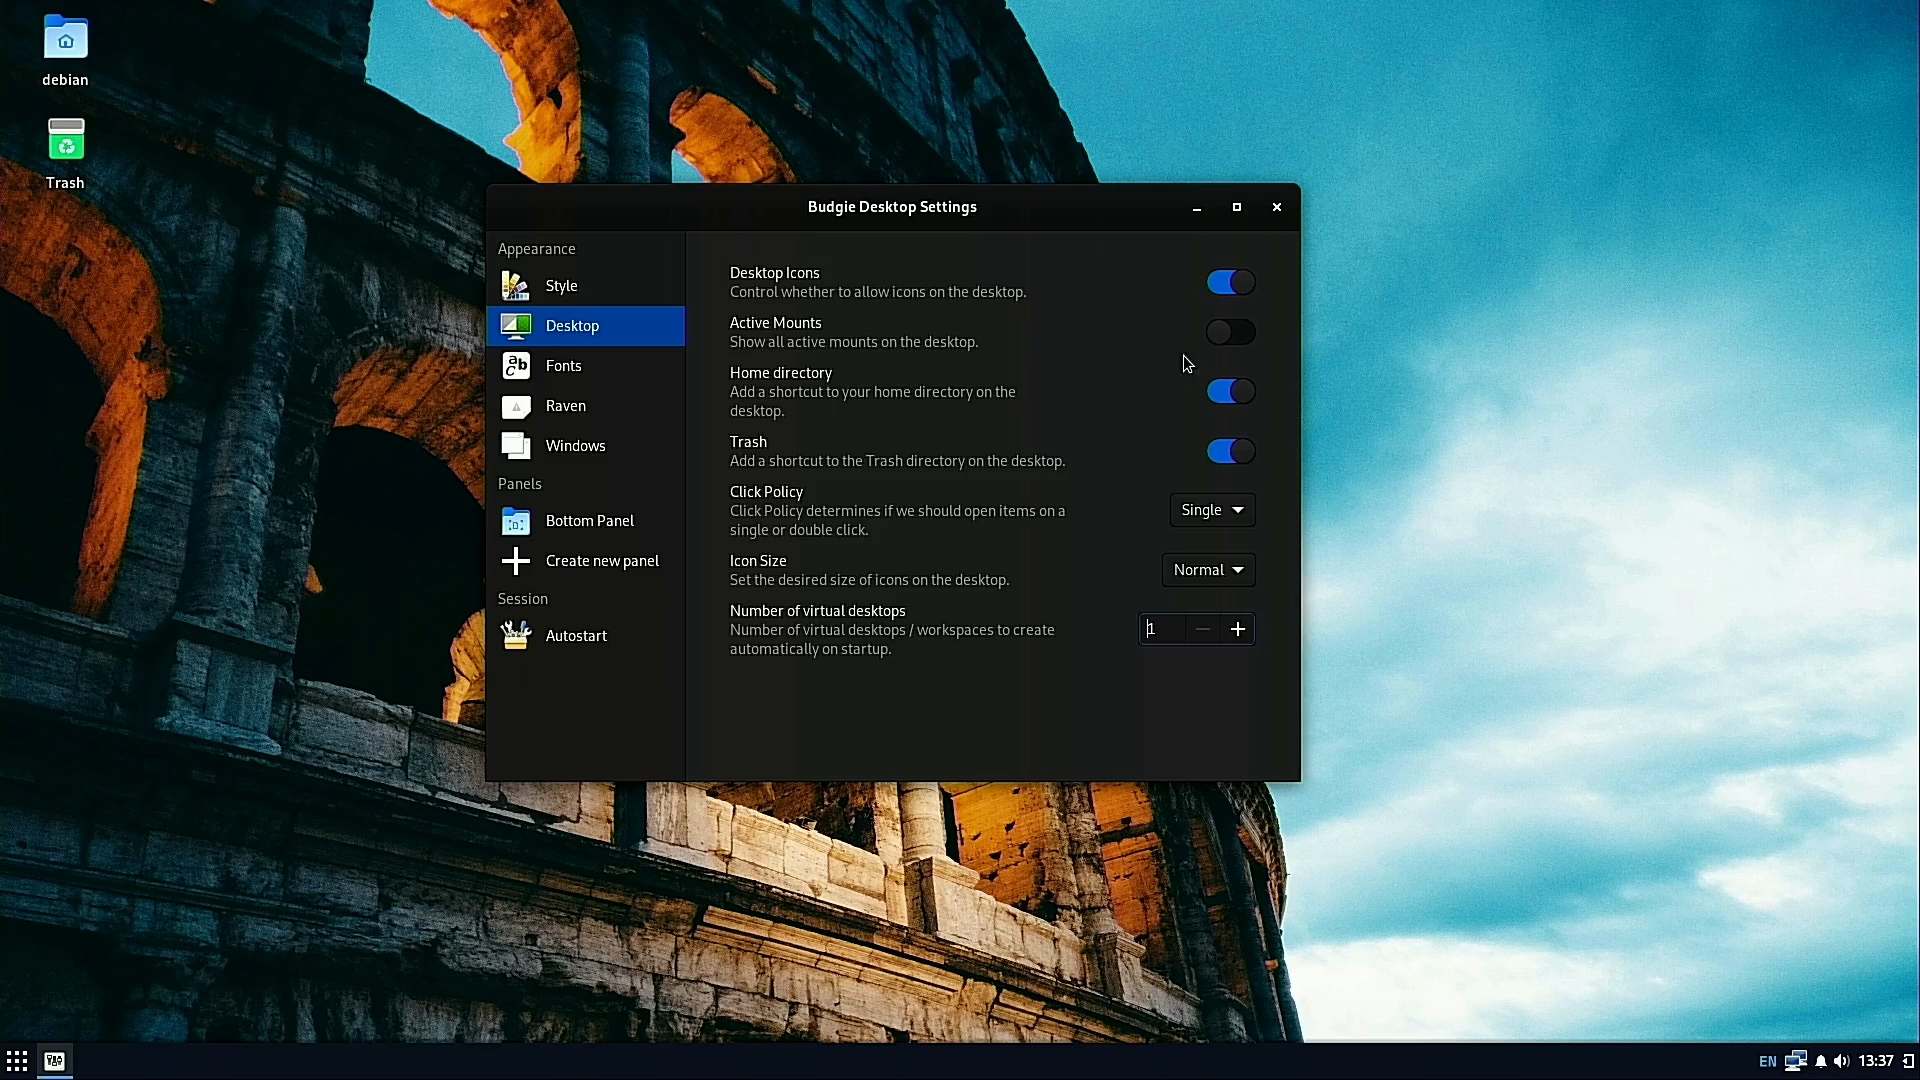 debian
Trash
Budgie Desktop Settings
Appearance
Style
Desktop
Fonts
Raven
Windows
Panels
Bottom Panel
Create new panel
Session
Autostart
Desktop Icons
Control whether to allow icons on the desktop.
Active Mounts
Show all active mounts on the desktop.
Home directory
Add a shortcut to your home directory on the
desktop.
Trash
Add a shortcut to the Trash directory on the desktop.
Click Policy
Click Policy determines if we should open items on a
single or double click.
Single
Icon Size
Set the desired size of icons on the desktop.
Normal
Number of virtual desktops
Number of virtual desktops / workspaces to create
automatically on startup.
1
EN 13:37